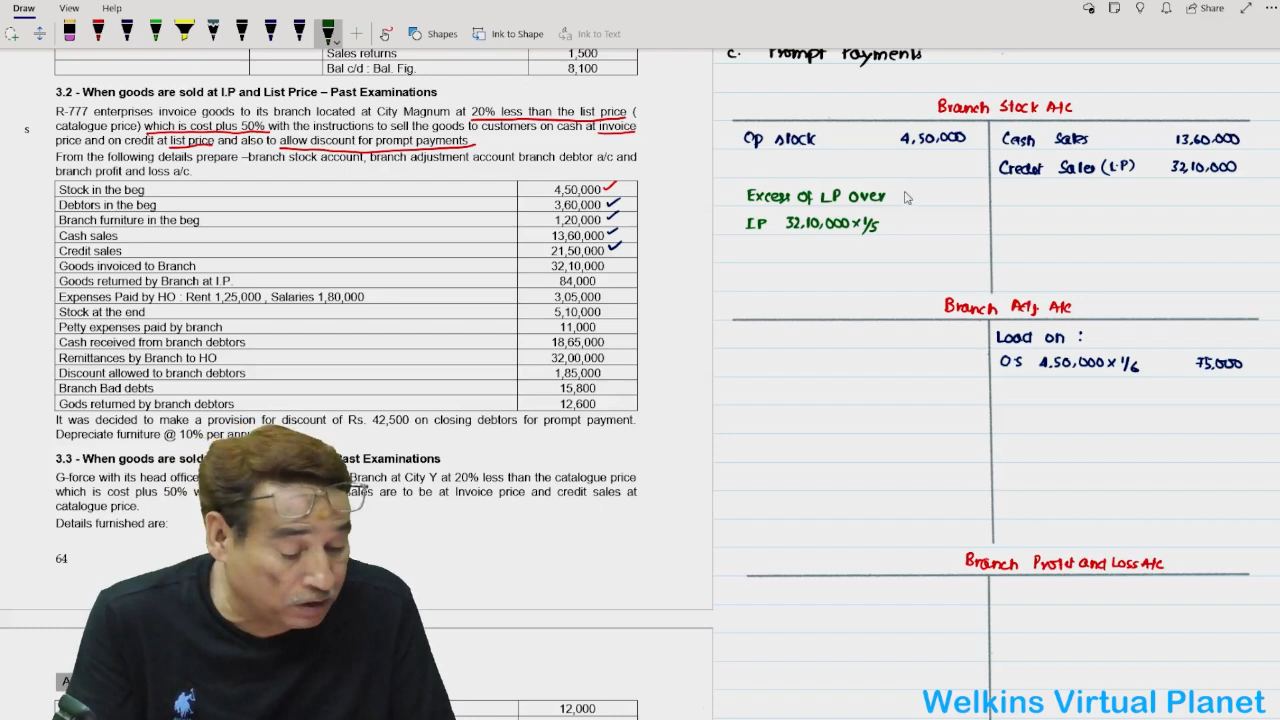 Draw View Help
Share
Shapes Ink to Shape Ink to Text
Sales returns 1,500
Bal c/d : Bal. Fig. 8,100
3.2 - When goods are sold at I.P and List Price – Past Examinations
R-777 enterprises invoice goods to its branch located at City Magnum at 20% less than the list price (
s catalogue price) which is cost plus 50% with the instructions to sell the goods to customers on cash at invoice
price and on credit at list price and also to allow discount for prompt payments.
From the following details prepare –branch stock account, branch adjustment account branch debtor a/c and
branch profit and loss a/c.
Stock in the beg 4,50,000
Debtors in the beg 3,60,000
Branch furniture in the beg 1,20,000
Cash sales 13,60,000
Credit sales 21,50,000
Goods invoiced to Branch 32,10,000
Goods returned by Branch at I.P. 84,000
Expenses Paid by HO : Rent 1,25,000 , Salaries 1,80,000 3,05,000
Stock at the end 5,10,000
Petty expenses paid by branch 11,000
Cash received from branch debtors 18,65,000
Remittances by Branch to HO 32,00,000
Discount allowed to branch debtors 1,85,000
Branch Bad debts 15,800
Gods returned by branch debtors 12,600
It was decided to make a provision for discount of Rs. 42,500 on closing debtors for prompt payment.
Depreciate furniture @ 10% per
3.3 - When goods are Past Examinations
G-force with its head Branch at City Y at 20% less than the catalogue price
which is cost plus 50% sales are to be at Invoice price and credit sales at
catalogue price.
Details furnished are:
64
12,000
c. Prompt Payments
Branch Stock A/c
Op stock 4,50,000 Cash Sales 13,60,000
Credit Sales (L.P) 32,10,000
Excess of LP Over
IP 32,10,000 × 1/5
Branch Adj A/c
Load on :
OS 4,50,000 × 1/6 75,000
Branch Profit and Loss A/c
Welkins Virtual Planet